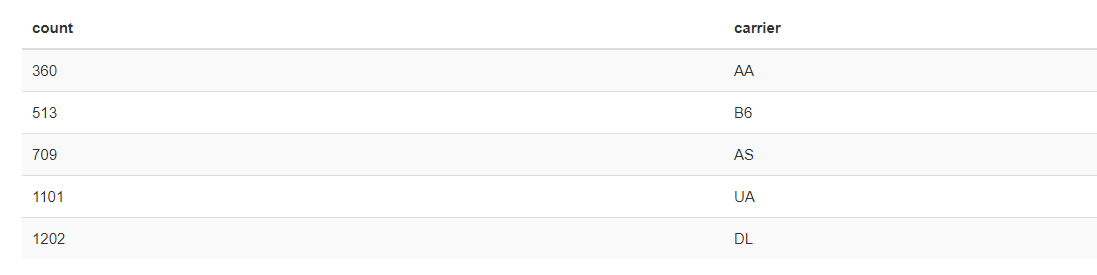 count carrier
360 AA
513 B6
709 AS
1101 UA
1202 DL